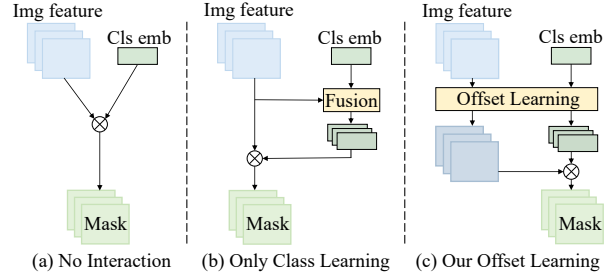 Img feature
Cls emb
Mask
(a) No Interaction
Img feature
Cls emb
Fusion
Mask
(b) Only Class Learning
Img feature
Cls emb
Offset Learning
Mask
(c) Our Offset Learning